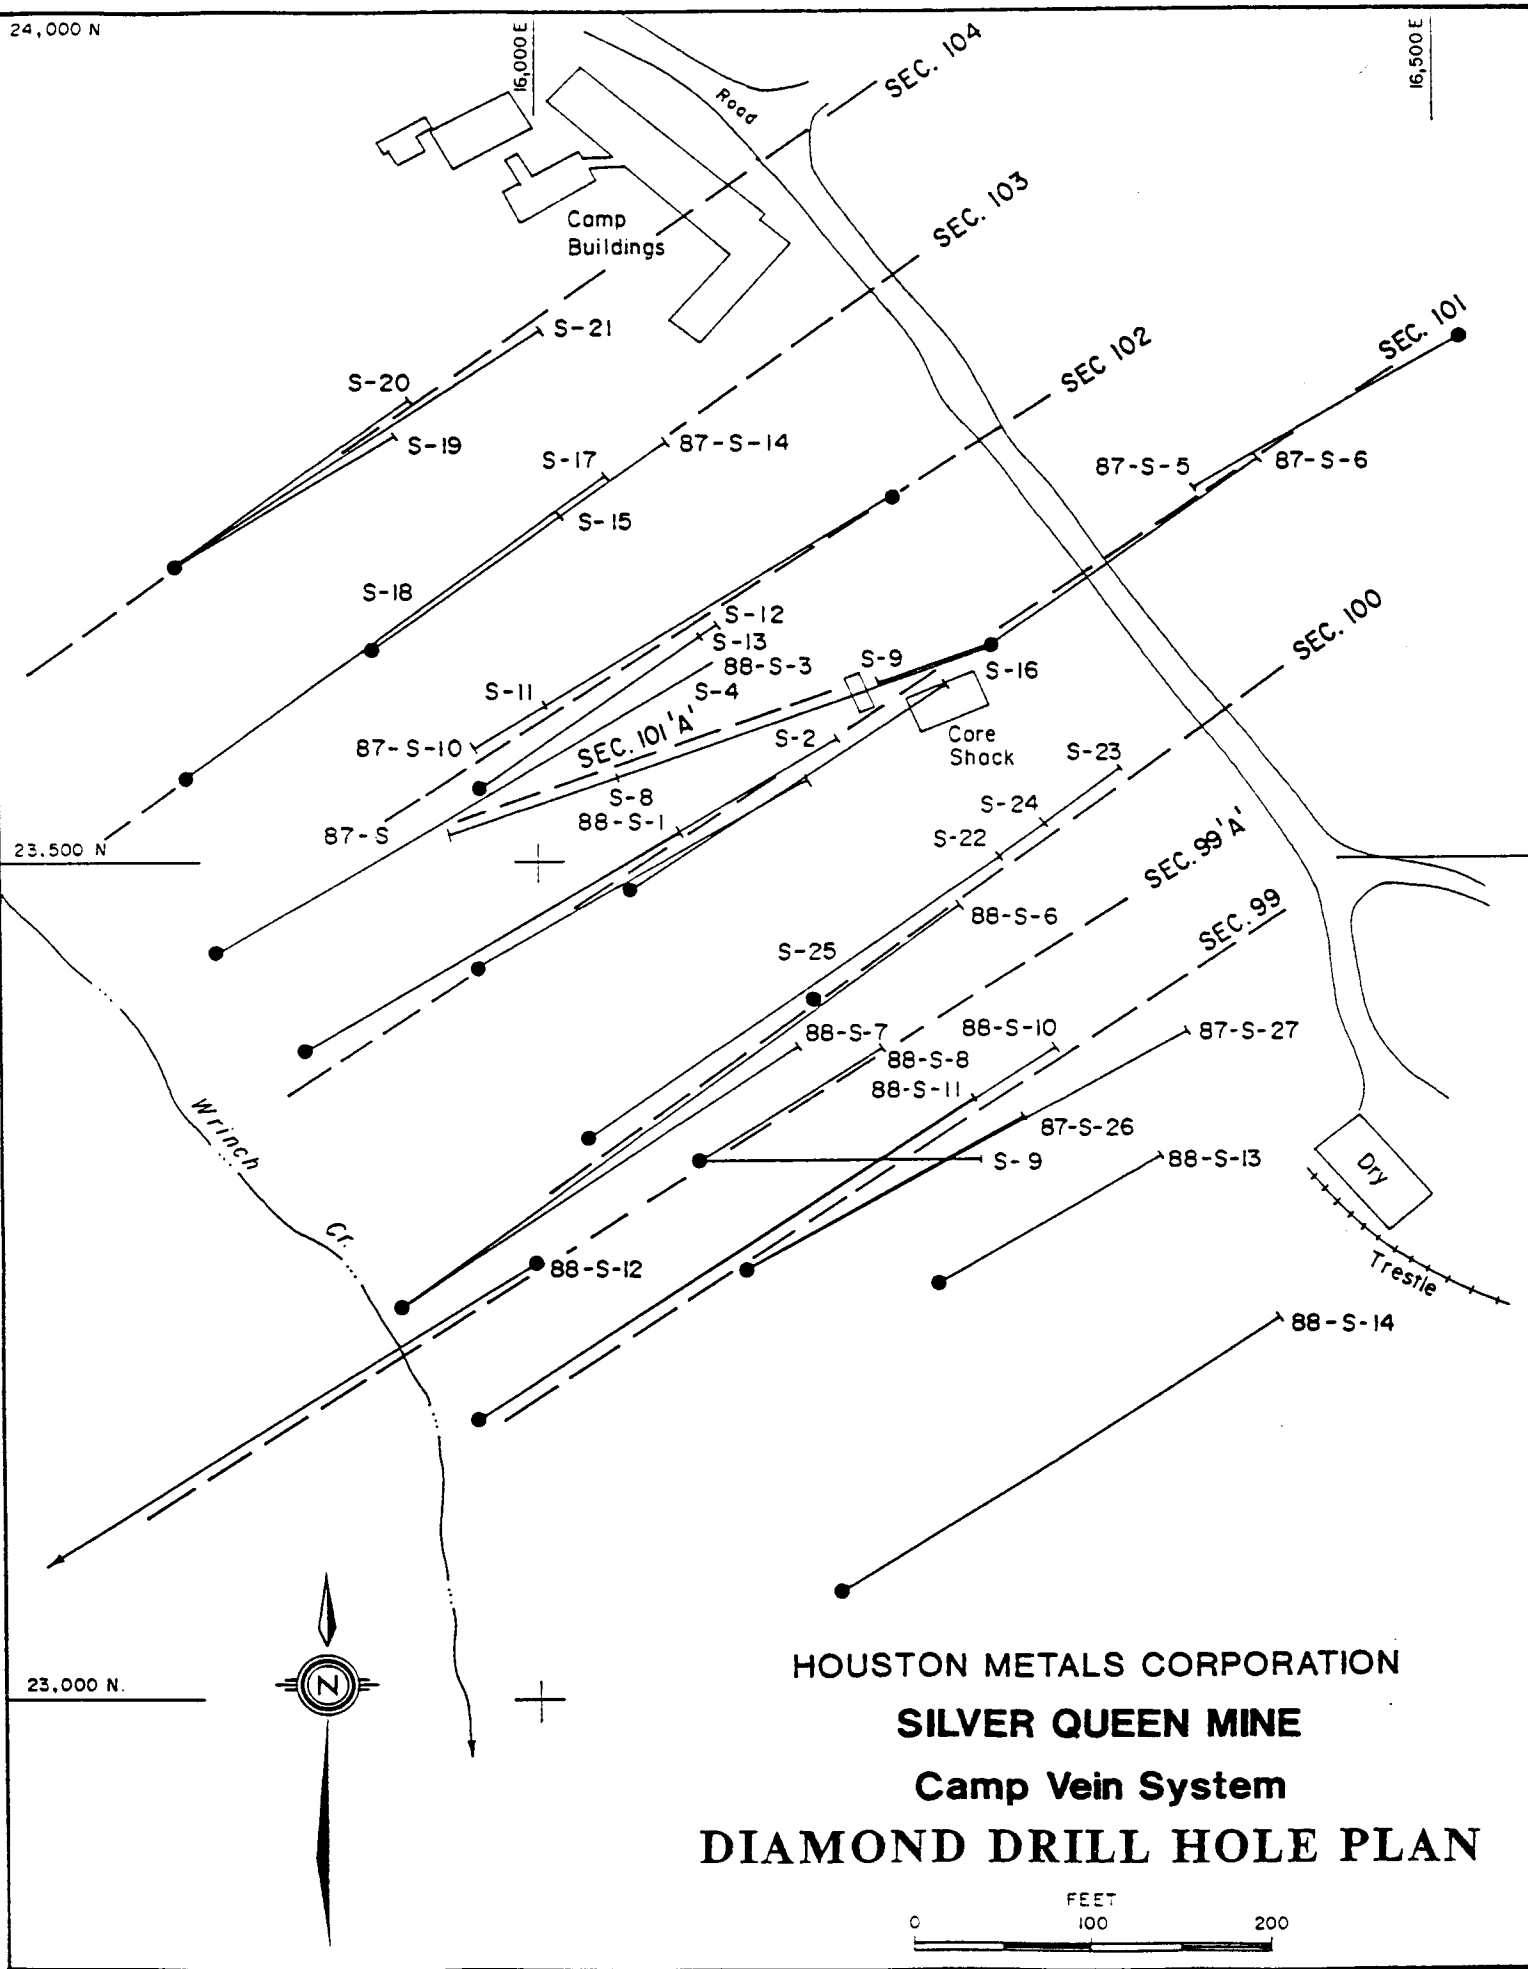 24,000 N
16,000 E
16,500 E
SEC. 104
Road
SEC. 103
Camp
Buildings
SEC. 101
S-21
SEC 102
S-20
S-19
87-S-14
S-17
87-S-5
87-S-6
S-15
S-18
SEC. 100
S-12
S-13
88-S-3
S-9
S-16
S-11
S-4
SEC. 101 'A'
87-S-10
S-2
Core
Shack
S-23
S-8
S-24
88-S-1
87-S
S-22
SEC. 99 'A'
23,500 N
SEC. 99
88-S-6
S-25
88-S-7
88-S-10
87-S-27
88-S-8
88-S-11
87-S-26
Wrinch
Cr.
S-9
88-S-13
Dry
88-S-12
Trestle
88-S-14
N
23,000 N.
HOUSTON METALS CORPORATION
SILVER QUEEN MINE
Camp Vein System
DIAMOND DRILL HOLE PLAN
FEET
0 100 200